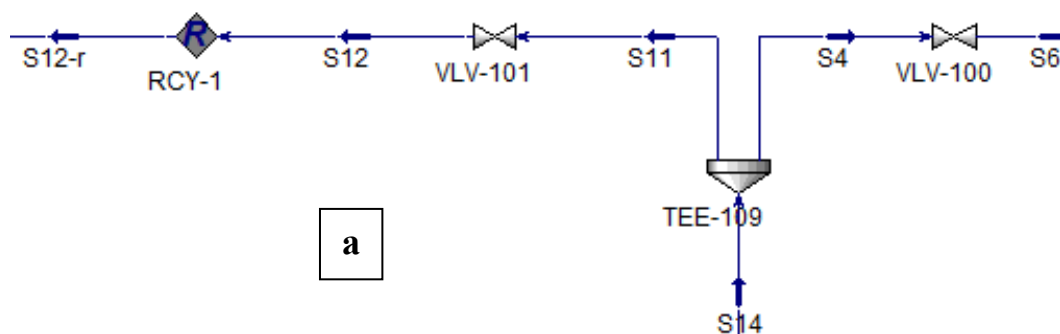 R
S12-r
RCY-1
S12
VLV-101
S11
S4
VLV-100
S6
TEE-109
a
S14